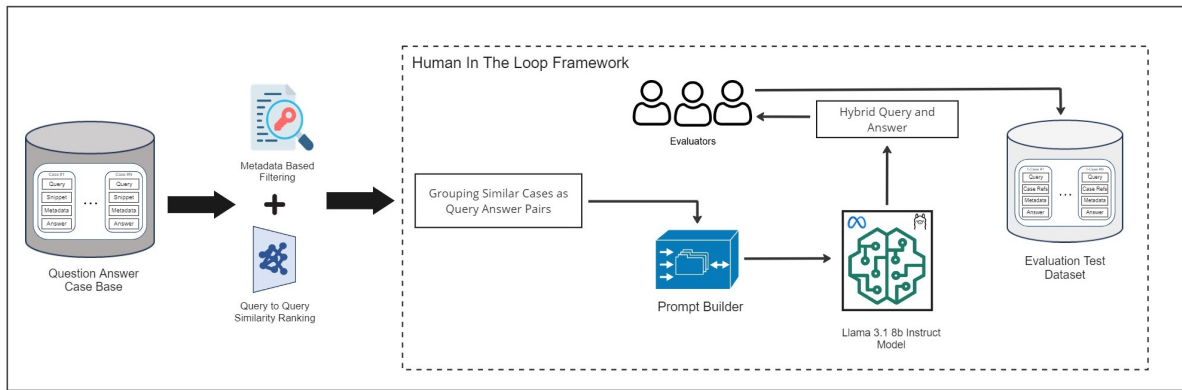 Human In The Loop Framework
Case #1
Query
Snippet
Metadata
Answer
...
Case #N
Query
Snippet
Metadata
Answer
Question Answer
Case Base
Metadata Based
Filtering
+
Query to Query
Similarity Ranking
Grouping Similar Cases as
Query Answer Pairs
Prompt Builder
Llama 3.1 8b Instruct
Model
Hybrid Query and
Answer
Evaluators
Query
Case Refs
Metadata
Answer
...
Query
Case Refs
Metadata
Answer
Evaluation Test
Dataset